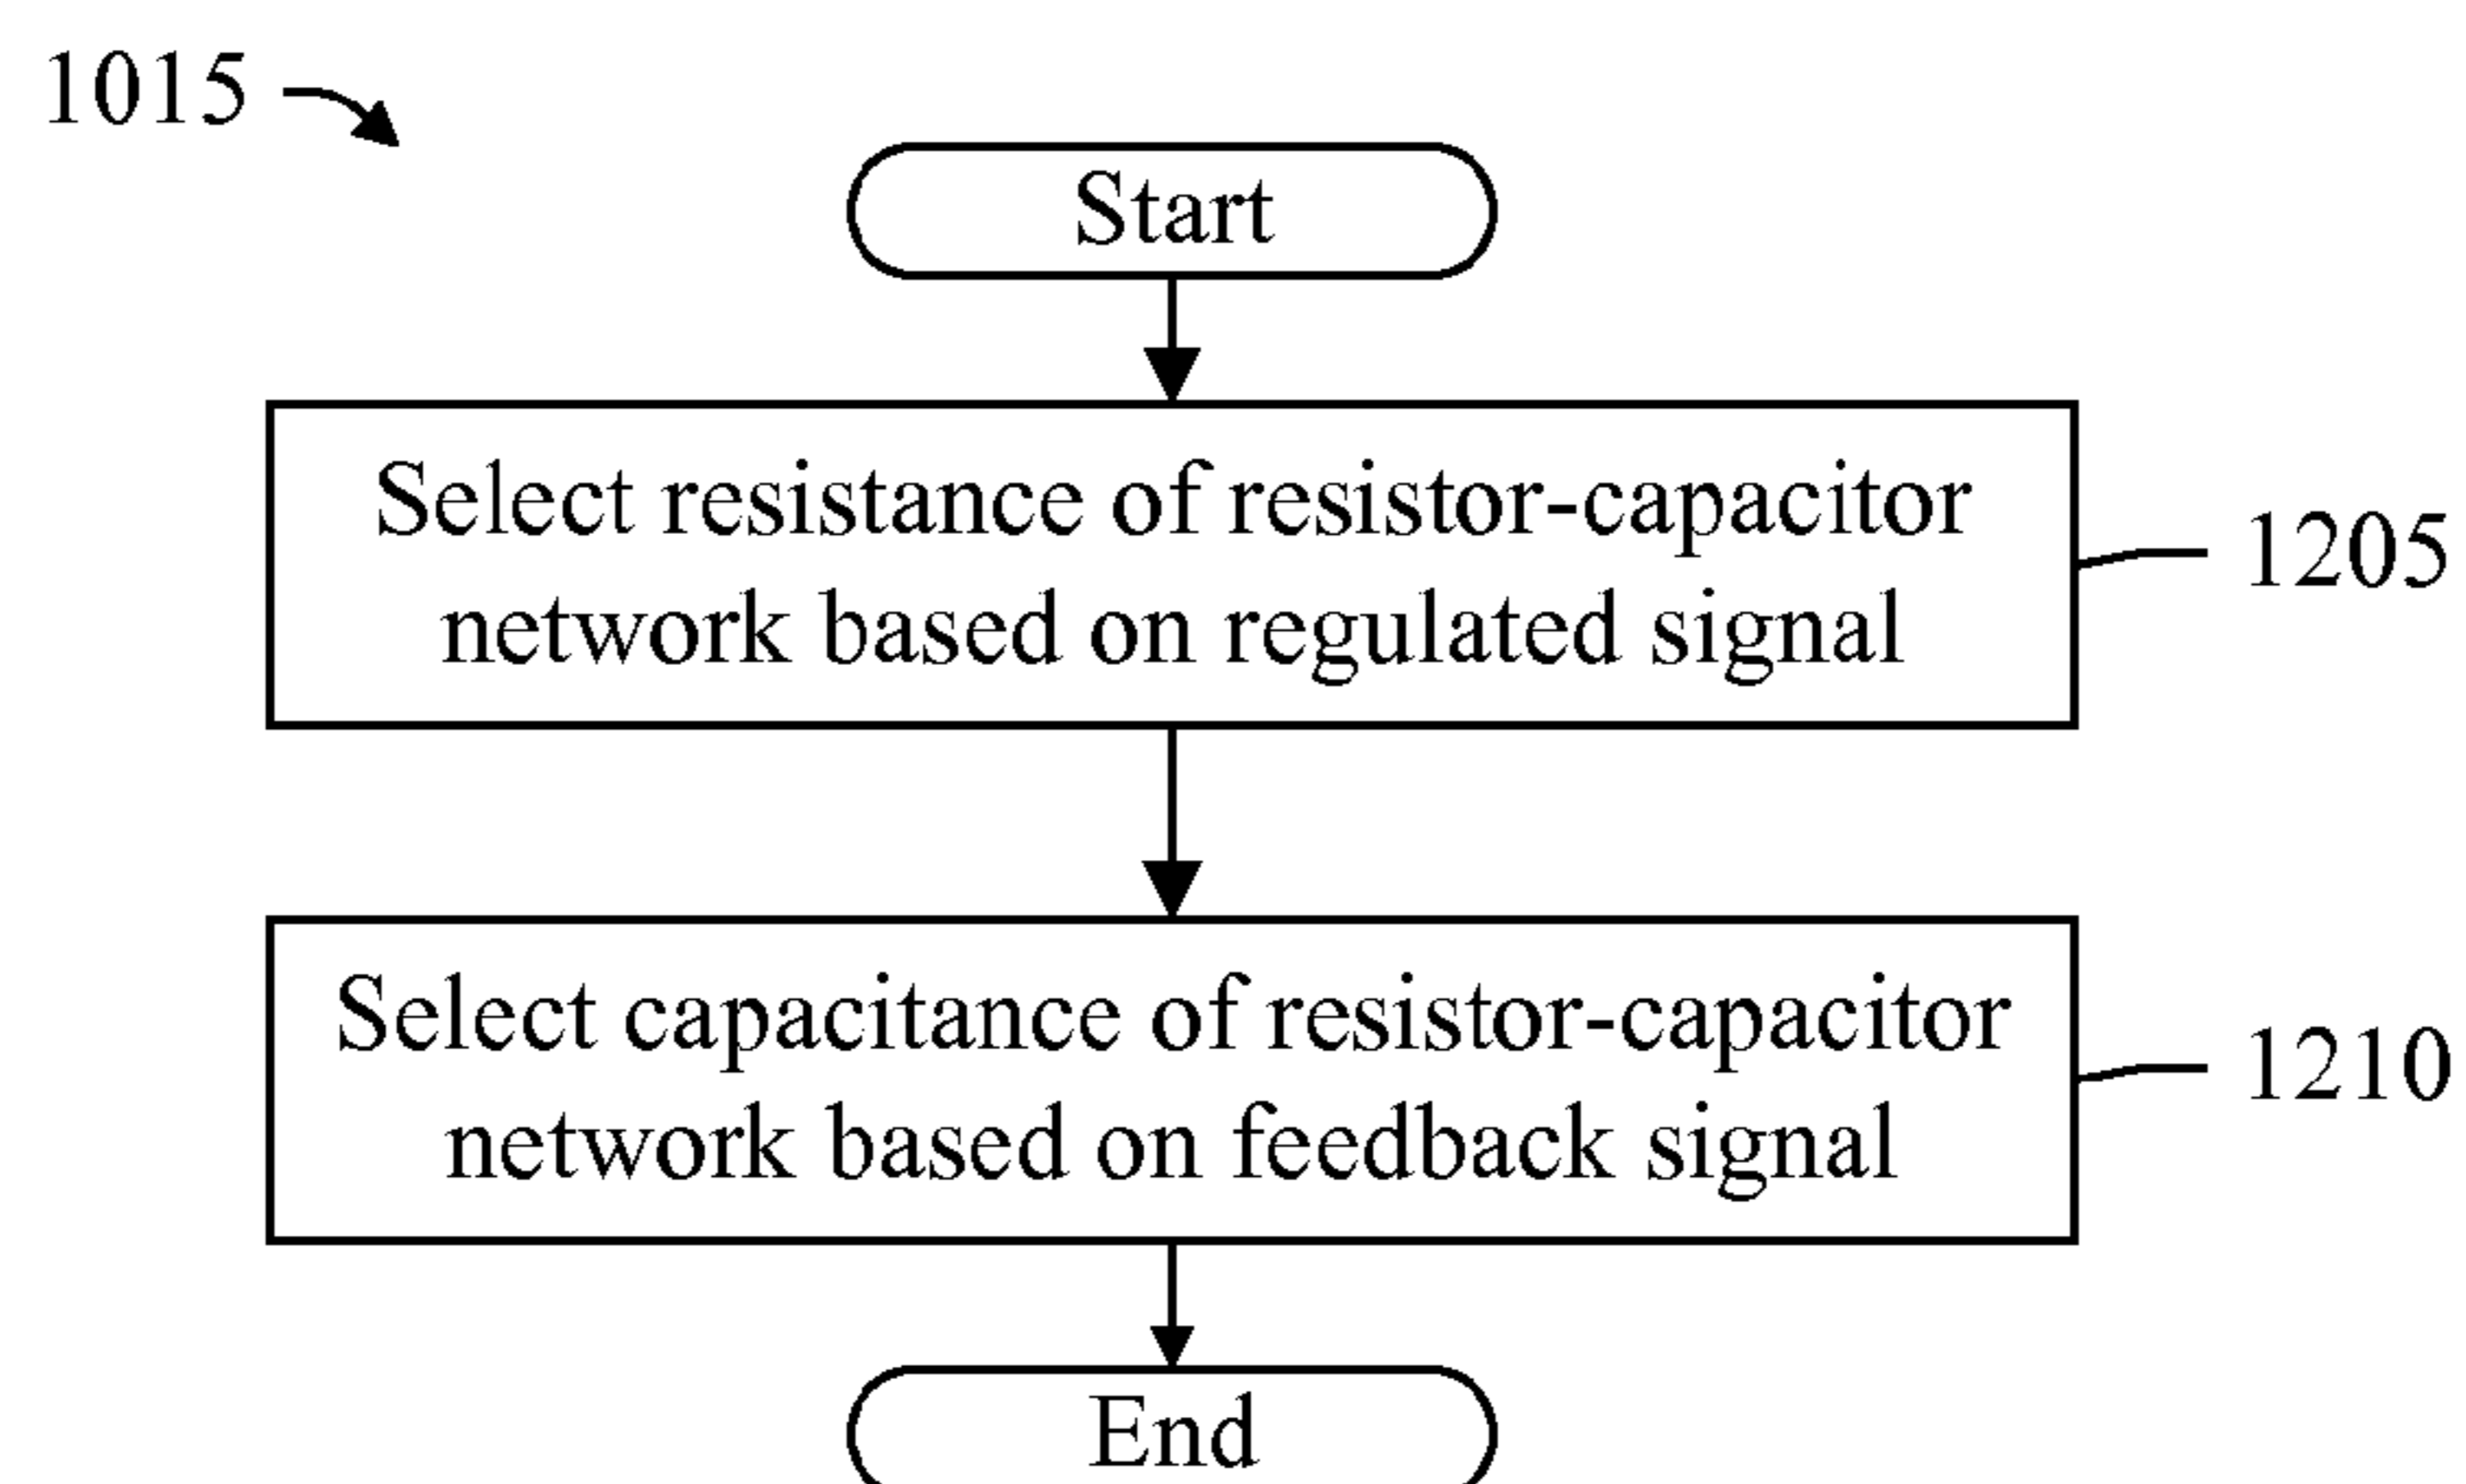 1015
Start
Select resistance of resistor-capacitor
network based on regulated signal
1205
Select capacitance of resistor-capacitor
network based on feedback signal
1210
End